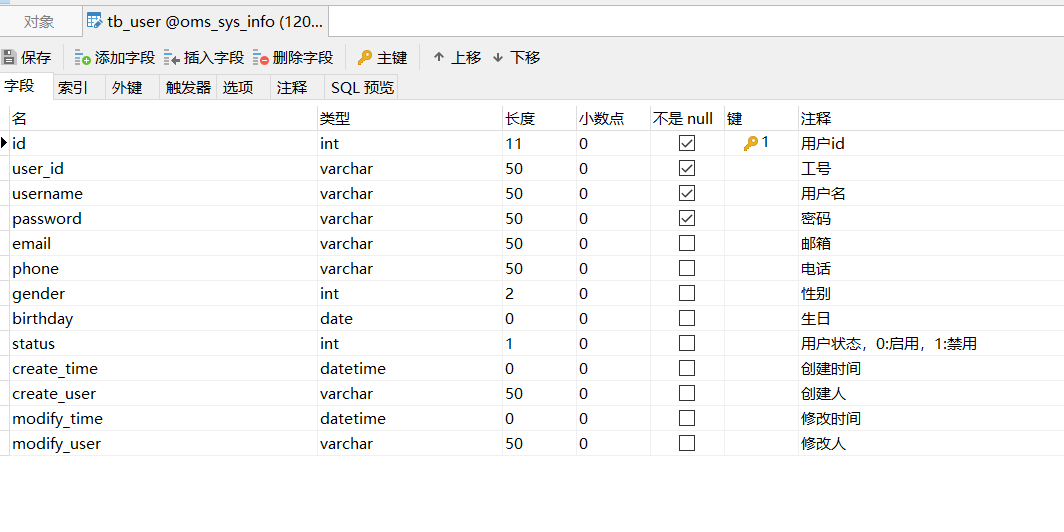 对象 tb_user @oms_sys_info (120...
保存 添加字段 插入字段 删除字段 主键 上移 下移
字段 索引 外键 触发器 选项 注释 SQL 预览
名 类型 长度 小数点 不是 null 键 注释
id int 11 0 1 用户id
user_id varchar 50 0 工号
username varchar 50 0 用户名
password varchar 50 0 密码
email varchar 50 0 邮箱
phone varchar 50 0 电话
gender int 2 0 性别
birthday date 0 0 生日
status int 1 0 用户状态，0:启用，1:禁用
create_time datetime 0 0 创建时间
create_user varchar 50 0 创建人
modify_time datetime 0 0 修改时间
modify_user varchar 50 0 修改人